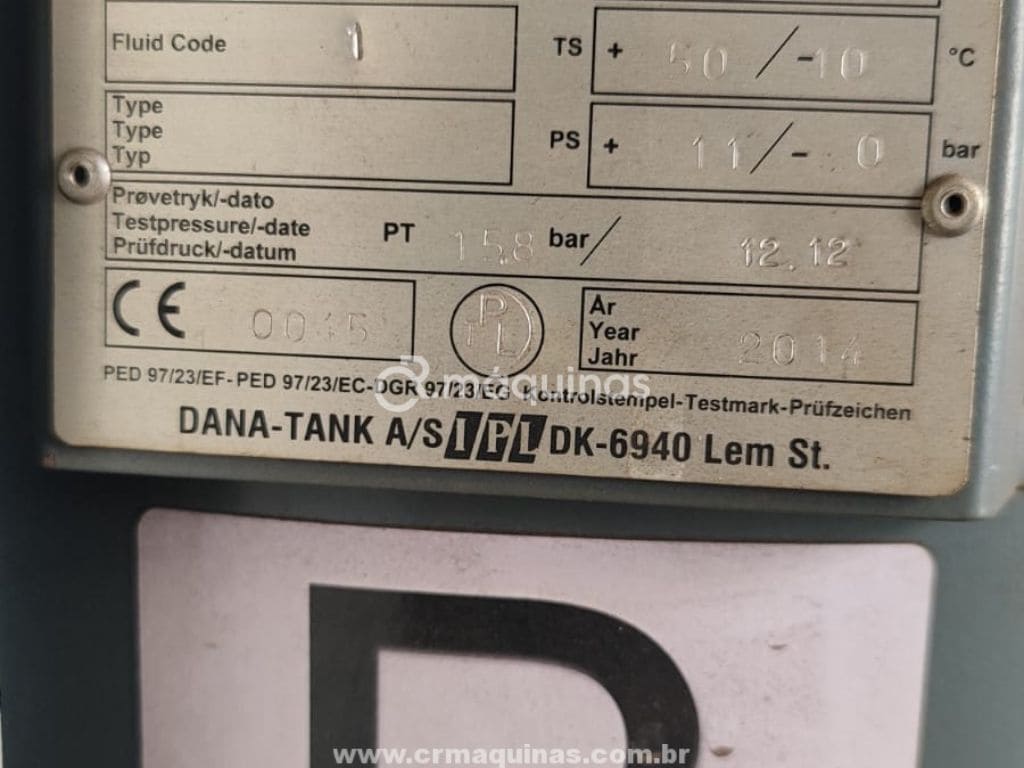 Fluid Code 1 TS + 50 / -10 °C
Type
Type
Typ
PS + 11 / - 0 bar
Prøvetryk/-dato
Testpressure/-date
Prüfdruck/-datum
PT 15.8 bar / 12.12
CE 0045
P
T L
År
Year
Jahr
2014
PED 97/23/EF-PED 97/23/EC-DGR 97/23/EG Kontrolstempel-Testmark-Prüfzeichen
DANA-TANK A/S IPL DK-6940 Lem St.
máquinas
www.crmaquinas.com.br